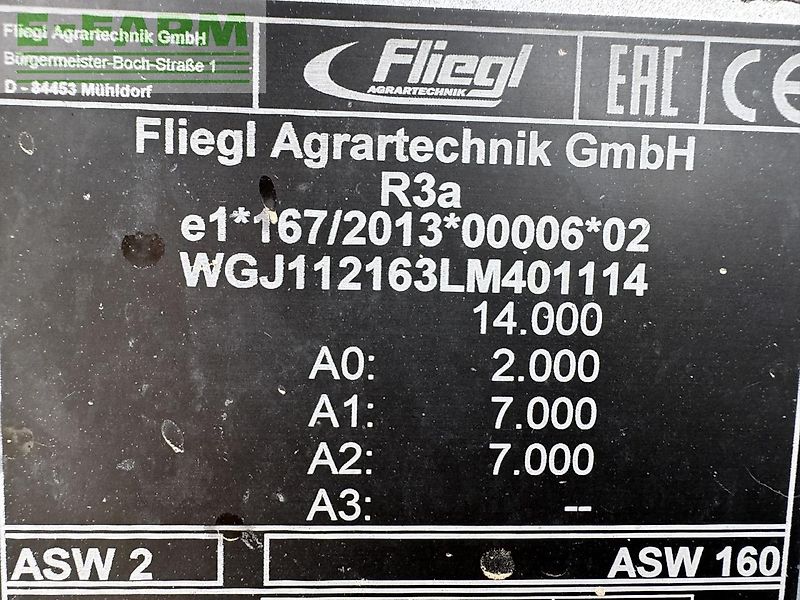 E-FARM
Fliegl Agrartechnik GmbH
Bürgermeister-Boch-Straße 1
D - 84453 Mühldorf
Fliegl
AGRARTECHNIK
EAC
CE
Fliegl Agrartechnik GmbH
R3a
e1*167/2013*00006*02
WGJ112163LM401114
14.000
A0: 2.000
A1: 7.000
A2: 7.000
A3: --
ASW 2
ASW 160